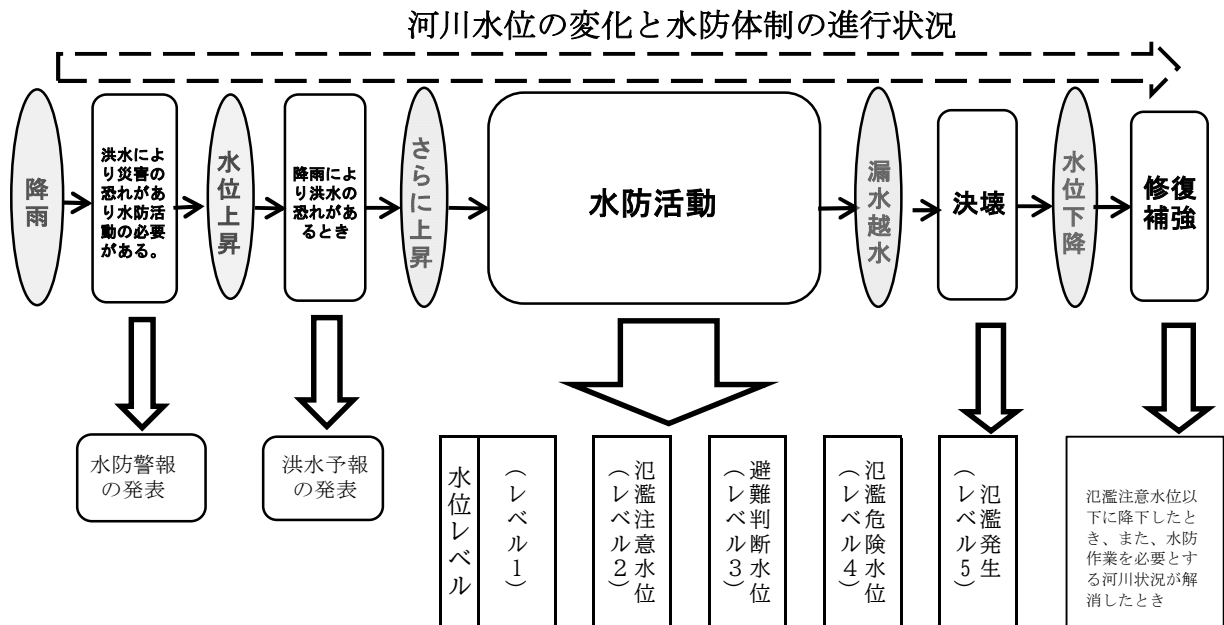 河川水位の変化と水防体制の進行状況
降雨
洪水によ
り災害の
恐れがあ
り水防活
動の必要
がある。
水位上昇
降雨によ
り洪水の
恐れがあ
るとき
さらに上昇
水防活動
漏水越水
決壊
水位下降
修復
補強
水防警報
の発表
洪水予報
の発表
水位レベル
（レベル１）
氾濫注意水位
（レベル２）
避難判断水位
（レベル３）
氾濫危険水位
（レベル４）
氾濫発生
（レベル５）
氾濫注意水位以
下に降下したと
き、また、水防
作業を必要とす
る河川状況が解
消したとき